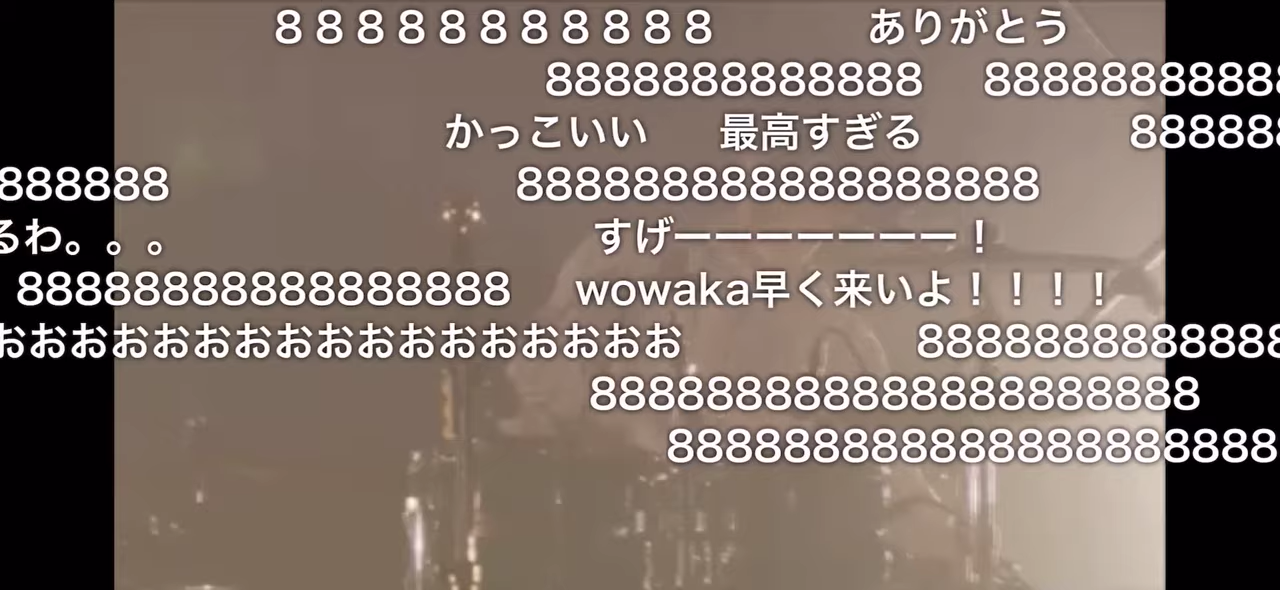 ８８８８８８８８８８８ ありがとう
8888888888888 8888888888
かっこいい 最高すぎる 88888
888888 888888888888888888
るわ。。。 すげーーーーーーー！
88888888888888888 wowaka早く来いよ！！！！
おおおおおおおおおおおおおおおおお 8888888888888
888888888888888888888
888888888888888888888